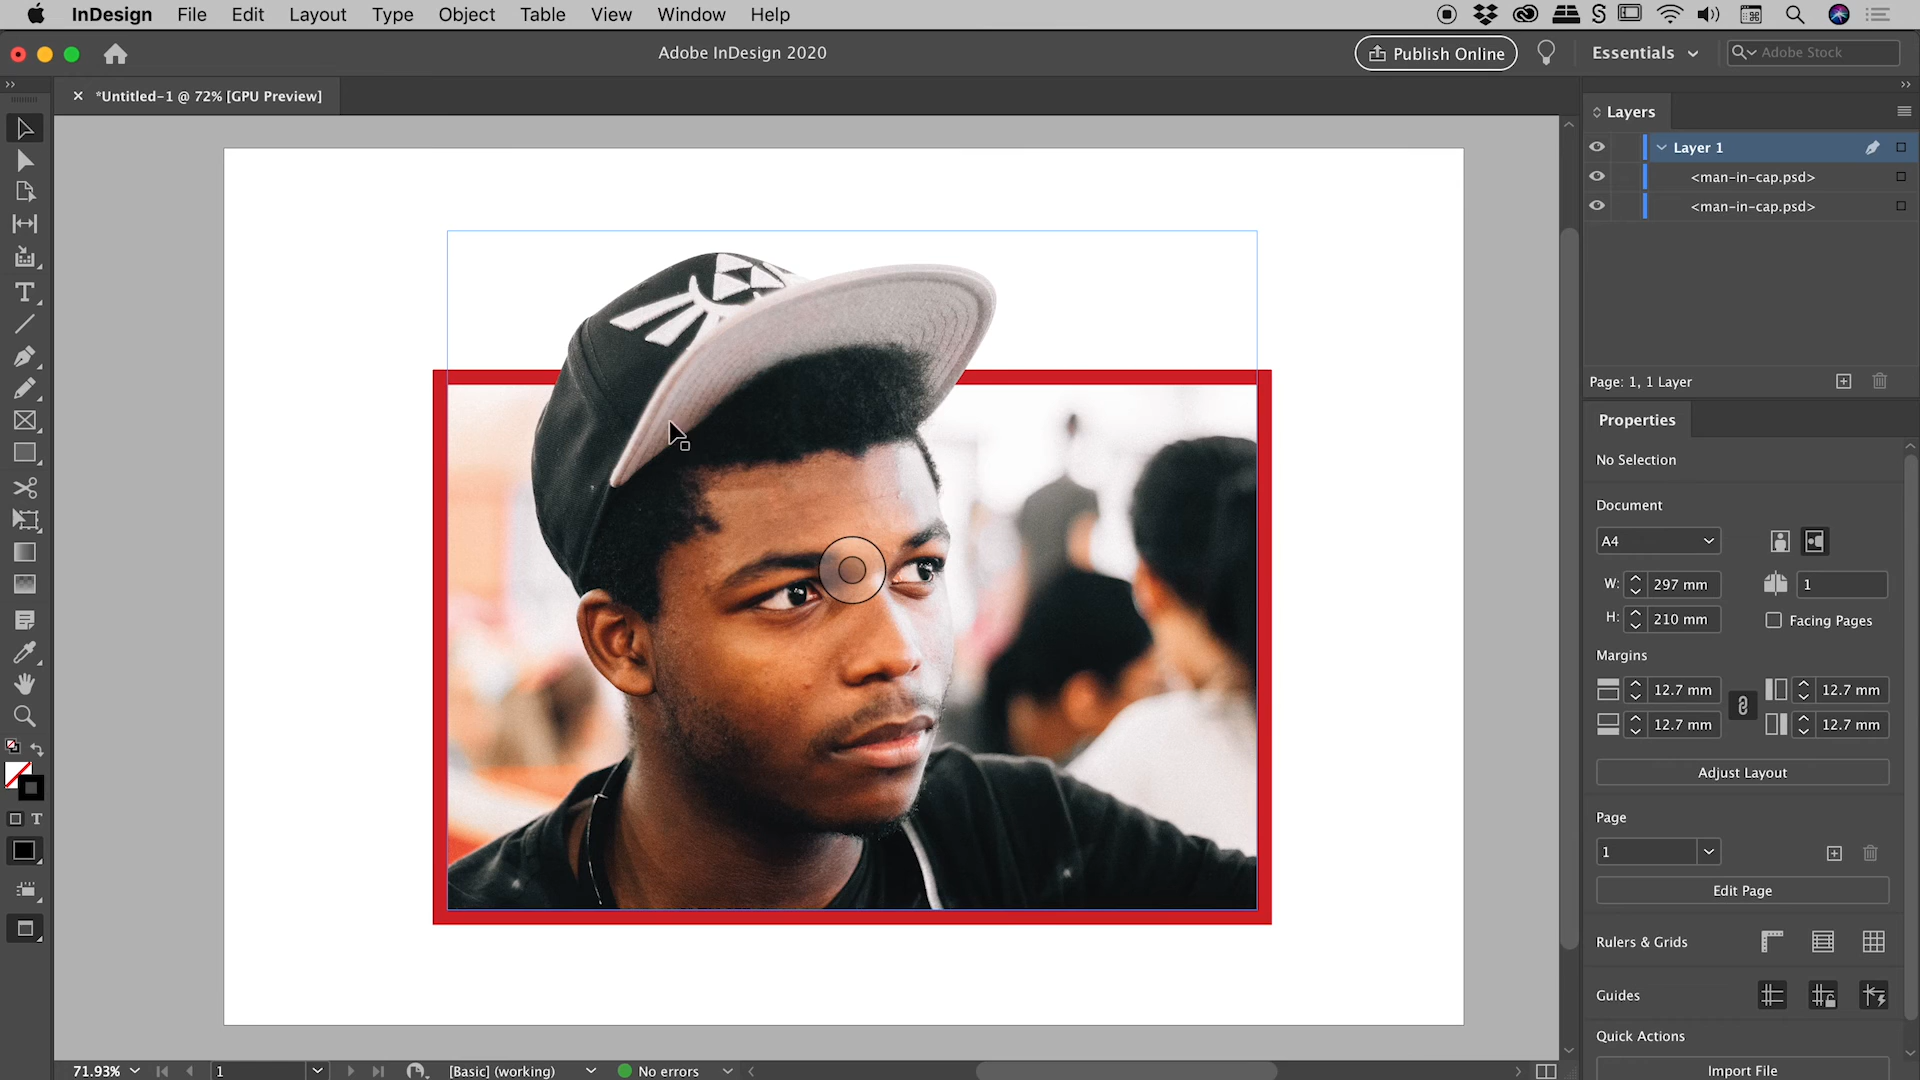 InDesign File Edit Layout Type Object Table View Window Help
Adobe InDesign 2020
Publish Online
Essentials
Adobe Stock
*Untitled-1 @ 72% [GPU Preview]
Layers
Layer 1
<man-in-cap.psd>
<man-in-cap.psd>
Page: 1, 1 Layer
Properties
No Selection
Document
A4
W: 297 mm 1
H: 210 mm Facing Pages
Margins
12.7 mm 12.7 mm
12.7 mm 12.7 mm
Adjust Layout
Page
1
Edit Page
Rulers & Grids
Guides
Quick Actions
Import File
71.93% 1 [Basic] (working) No errors